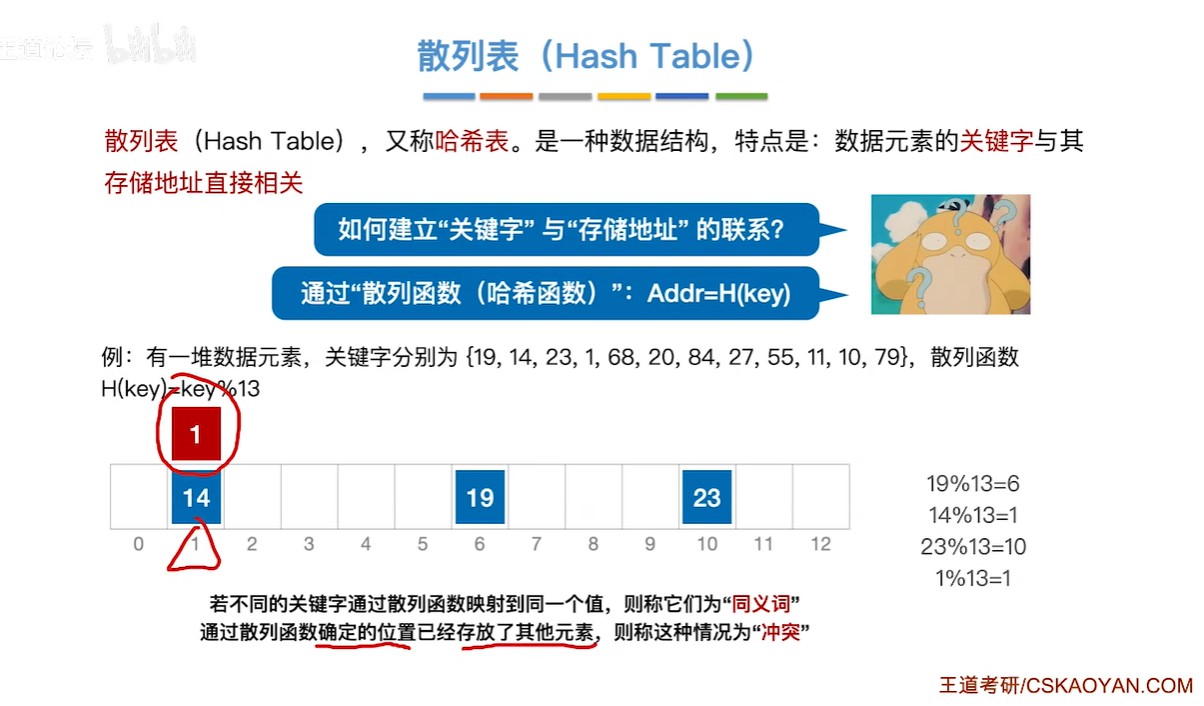 王道论坛 bilibili
散列表（Hash Table）
散列表（Hash Table），又称哈希表。是一种数据结构，特点是：数据元素的关键字与其
存储地址直接相关
如何建立“关键字” 与“存储地址” 的联系？
通过“散列函数（哈希函数）”：Addr=H(key)
例：有一堆数据元素，关键字分别为 {19, 14, 23, 1, 68, 20, 84, 27, 55, 11, 10, 79}，散列函数
H(key)=key%13
1
14 19 23
0 1 2 3 4 5 6 7 8 9 10 11 12
19%13=6
14%13=1
23%13=10
1%13=1
若不同的关键字通过散列函数映射到同一个值，则称它们为“同义词”
通过散列函数确定的位置已经存放了其他元素，则称这种情况为“冲突”
王道考研/CSKAOYAN.COM